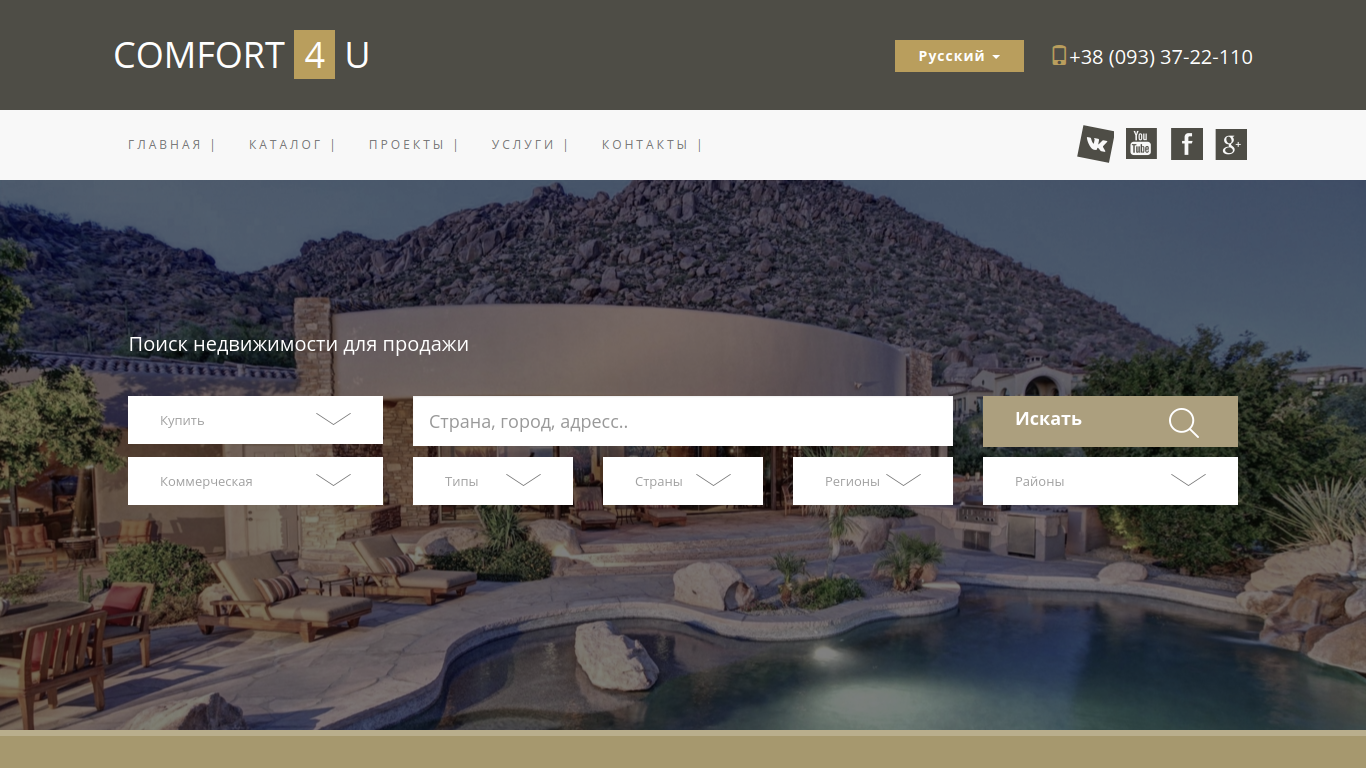 COMFORT 4 U
Русский
+38 (093) 37-22-110
ГЛАВНАЯ | КАТАЛОГ | ПРОЕКТЫ | УСЛУГИ | КОНТАКТЫ |
You Tube f g+
Поиск недвижимости для продажи
Купить
Страна, город, адресс..
Искать
Коммерческая
Типы
Страны
Регионы
Районы